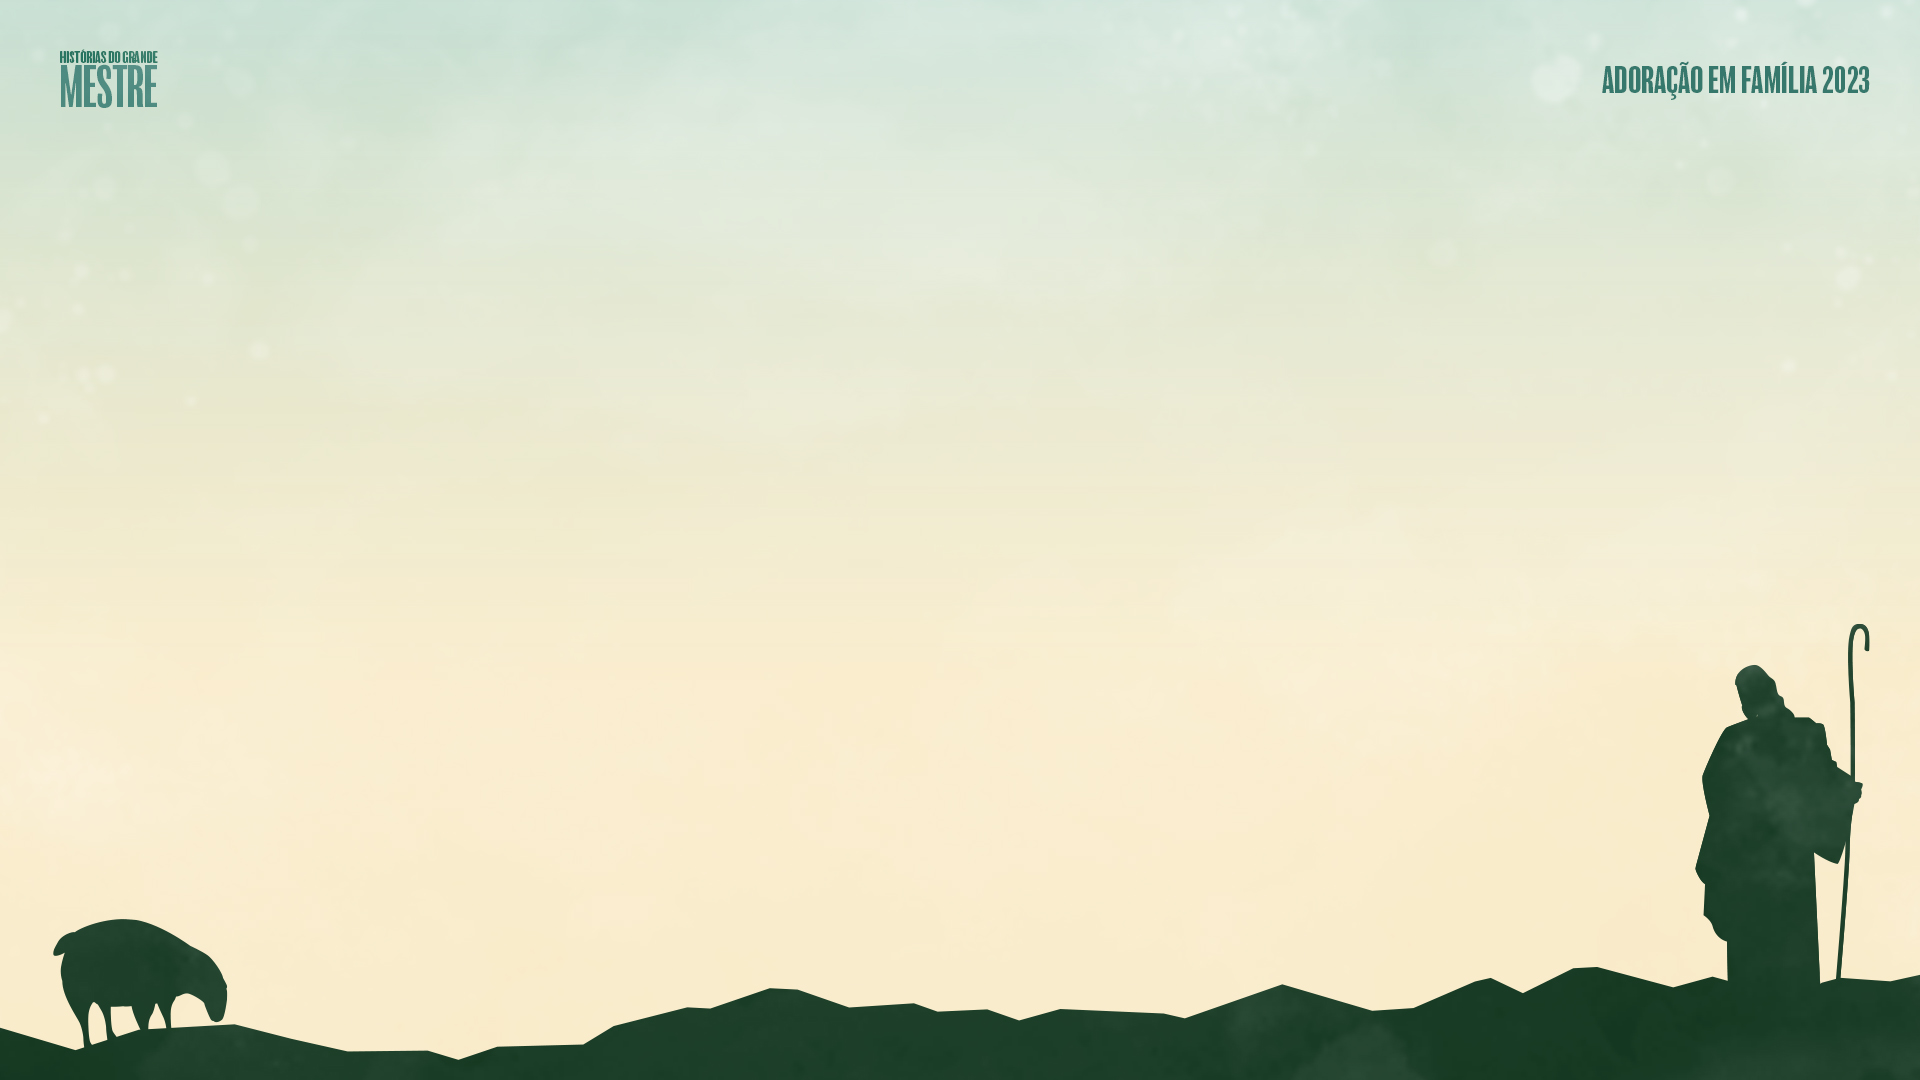 HISTÓRIAS DO GRANDE
MESTRE
ADORAÇÃO EM FAMÍLIA 2023